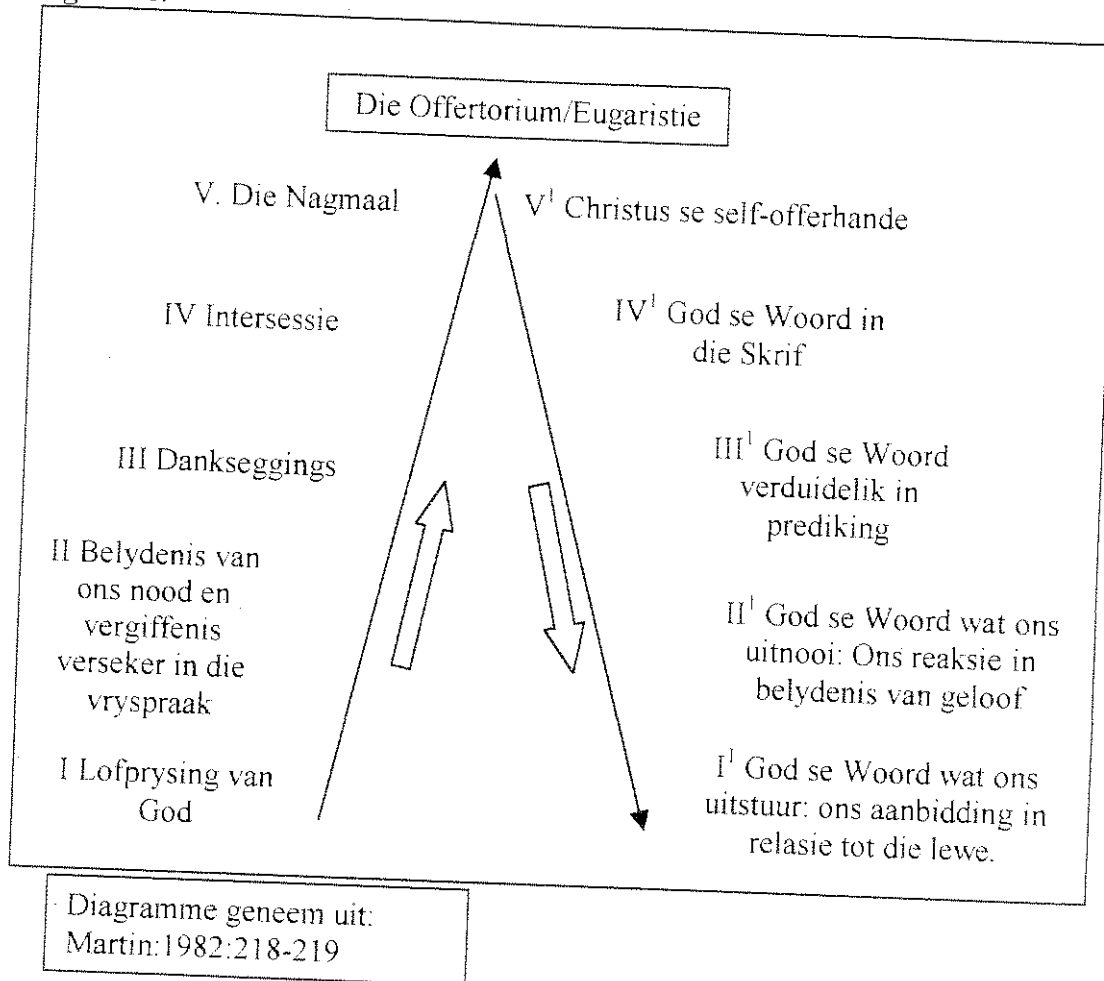 Die Offertorium/Eugaristie
V. Die Nagmaal
V¹ Christus se self-offerhande
IV Intersessie
IV¹ God se Woord in
die Skrif
III Dankseggings
III¹ God se Woord
verduidelik in
prediking
II Belydenis van
ons nood en
vergiffenis
verseker in die
vryspraak
II¹ God se Woord wat ons
uitnooi: Ons reaksie in
belydenis van geloof
I Lofprysing van
God
I¹ God se Woord wat ons
uitstuur: ons aanbidding in
relasie tot die lewe.
Diagramme geneem uit:
Martin:1982:218-219